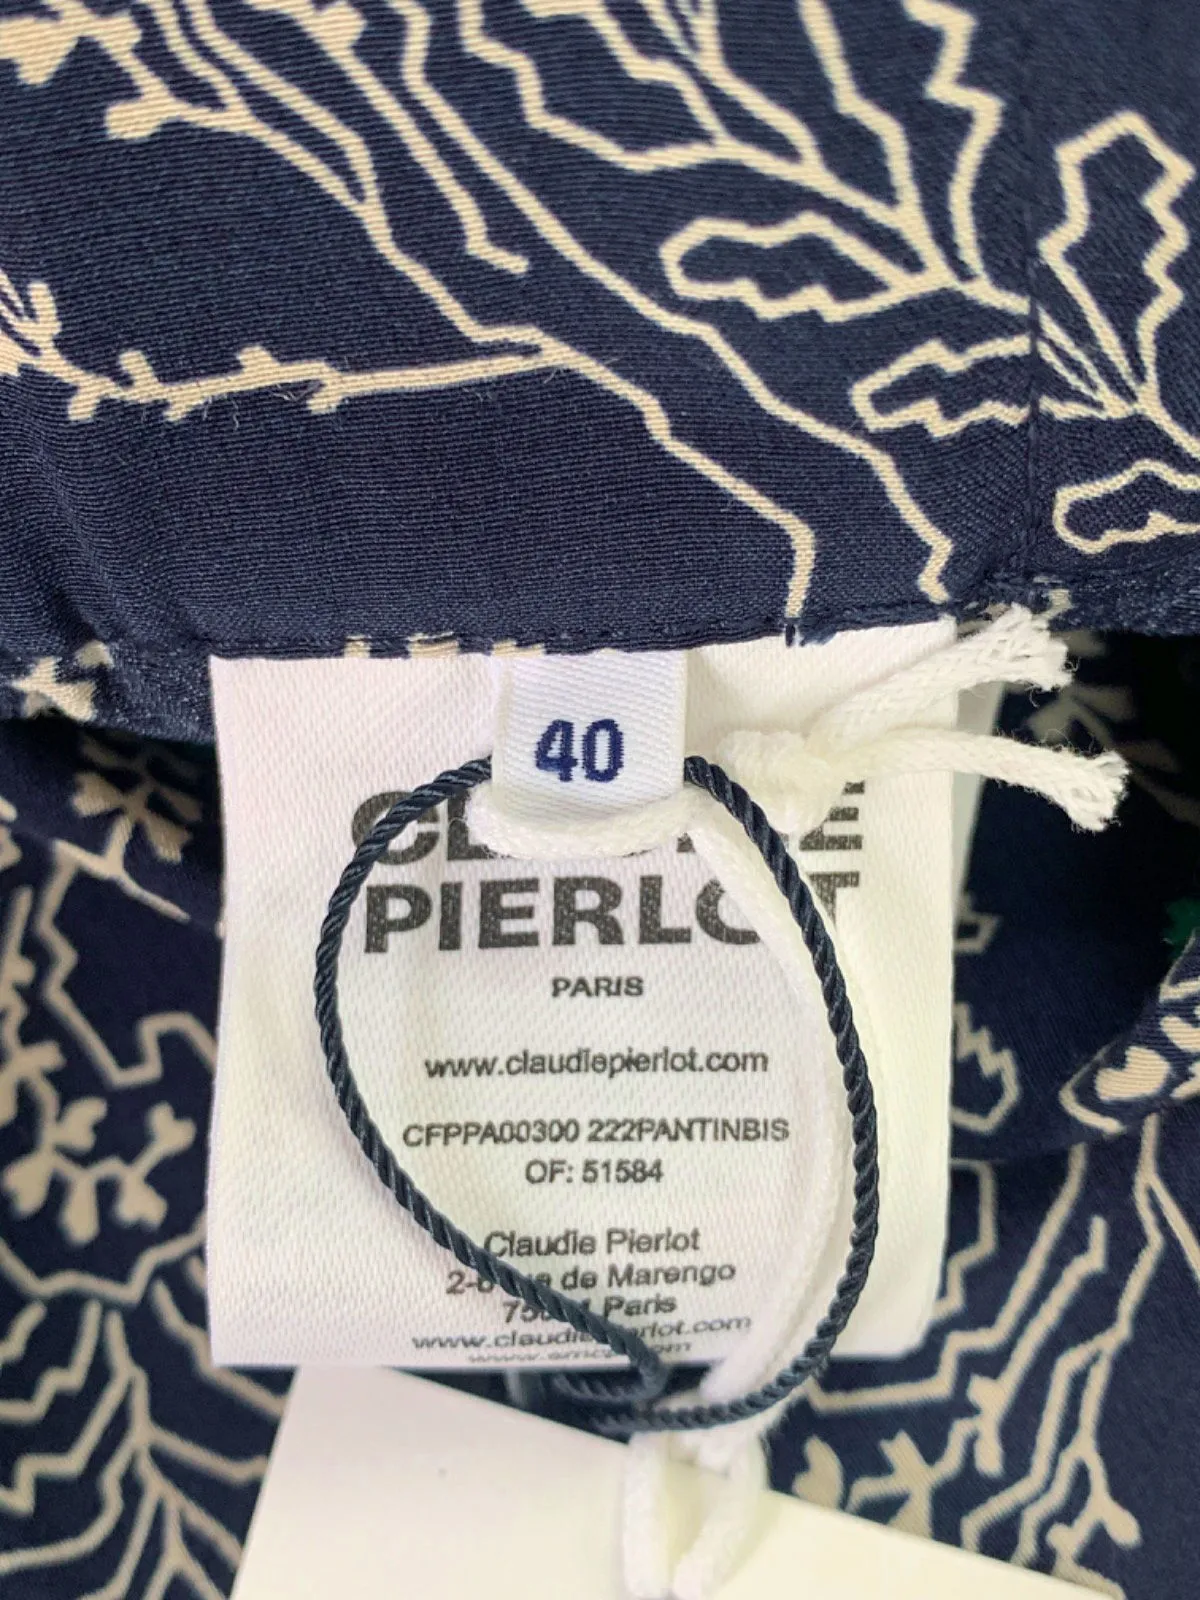 40
PIERLOT
PARIS
www.claudiepierlot.com
CFPPA00300 222PANTINBIS
OF: 51584
Claudie Pierlot
de Marengo
Paris